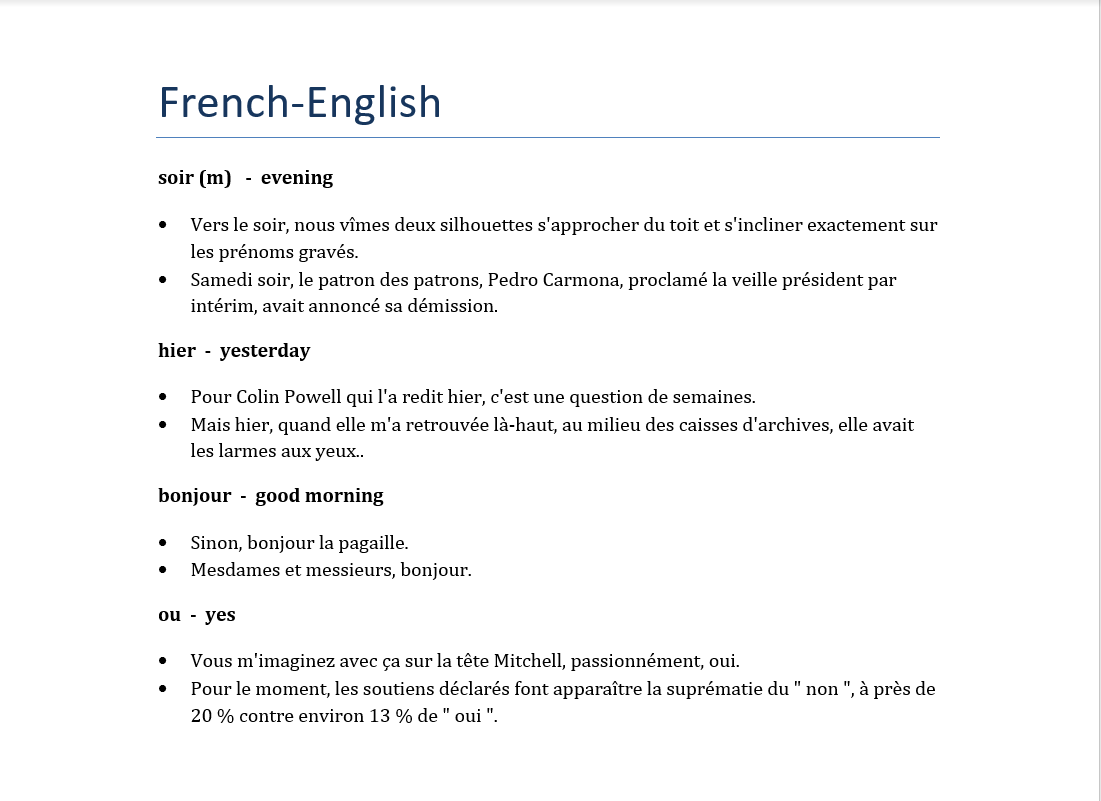 French-English
soir (m)   -  evening
• Vers le soir, nous vîmes deux silhouettes s'approcher du toit et s'incliner exactement sur
les prénoms gravés.
• Samedi soir, le patron des patrons, Pedro Carmona, proclamé la veille président par
intérim, avait annoncé sa démission.
hier  -  yesterday
• Pour Colin Powell qui l'a redit hier, c'est une question de semaines.
• Mais hier, quand elle m'a retrouvée là-haut, au milieu des caisses d'archives, elle avait
les larmes aux yeux..
bonjour  -  good morning
• Sinon, bonjour la pagaille.
• Mesdames et messieurs, bonjour.
ou  -  yes
• Vous m'imaginez avec ça sur la tête Mitchell, passionnément, oui.
• Pour le moment, les soutiens déclarés font apparaître la suprématie du " non ", à près de
20 % contre environ 13 % de " oui ".